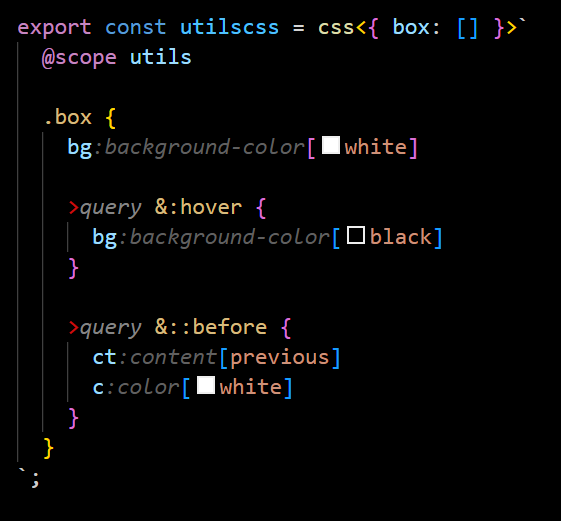 export const utilscss = css<{ box: [] }>`
@scope utils
.box {
bg:background-color[white]
>query &:hover {
bg:background-color[black]
}
>query &::before {
ct:content[previous]
c:color[white]
}
}
`;